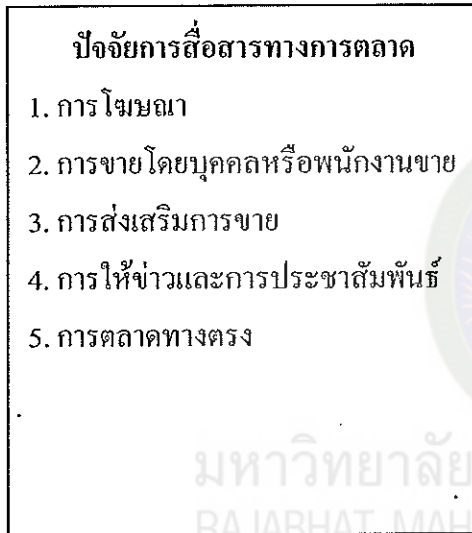 ปัจจัยการสื่อสารทางการตลาด
1. การโฆษณา
2. การขายโดยบุคคลหรือพนักงานขาย
3. การส่งเสริมการขาย
4. การให้ข่าวและการประชาสัมพันธ์
5. การตลาดทางตรง
มหาวิทยาลัย
RAJABHAT MAH